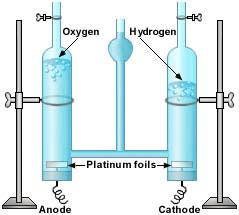 Oxygen
Hydrogen
Platinum foils
Anode
Cathode